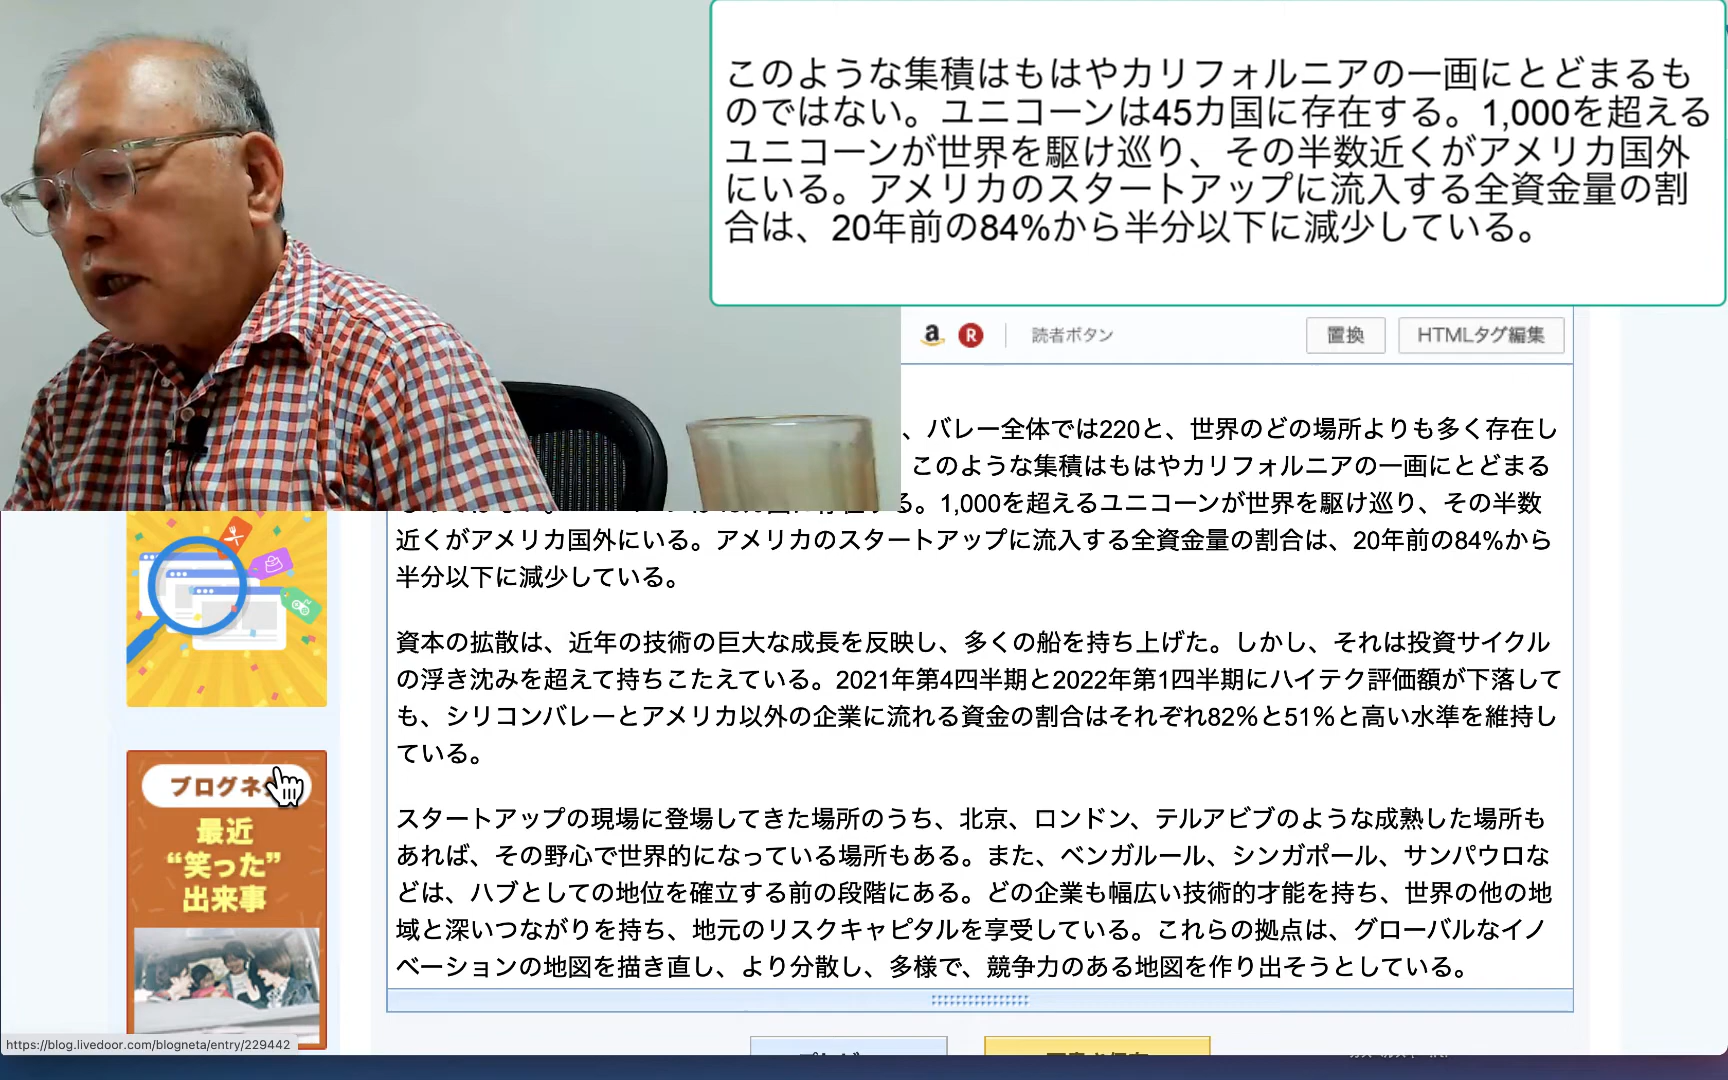 このような集積はもはやカリフォルニアの一画にとどまるも
のではない。ユニコーンは45カ国に存在する。1,000を超える
ユニコーンが世界を駆け巡り、その半数近くがアメリカ国外
にいる。アメリカのスタートアップに流入する全資金量の割
合は、20年前の84%から半分以下に減少している。
a R 読者ボタン 置換 HTMLタグ編集
、バレー全体では220と、世界のどの場所よりも多く存在し
このような集積はもはやカリフォルニアの一画にとどまる
る。1,000を超えるユニコーンが世界を駆け巡り、その半数
近くがアメリカ国外にいる。アメリカのスタートアップに流入する全資金量の割合は、20年前の84%から
半分以下に減少している。
資本の拡散は、近年の技術の巨大な成長を反映し、多くの船を持ち上げた。しかし、それは投資サイクル
の浮き沈みを超えて持ちこたえている。2021年第4四半期と2022年第1四半期にハイテク評価額が下落して
も、シリコンバレーとアメリカ以外の企業に流れる資金の割合はそれぞれ82%と51%と高い水準を維持し
ている。
スタートアップの現場に登場してきた場所のうち、北京、ロンドン、テルアビブのような成熟した場所も
あれば、その野心で世界的になっている場所もある。また、ベンガルール、シンガポール、サンパウロな
どは、ハブとしての地位を確立する前の段階にある。どの企業も幅広い技術的才能を持ち、世界の他の地
域と深いつながりを持ち、地元のリスクキャピタルを享受している。これらの拠点は、グローバルなイノ
ベーションの地図を描き直し、より分散し、多様で、競争力のある地図を作り出そうとしている。
ブログネ
最近
“笑った”
出来事
https://blog.livedoor.com/blogneta/entry/229442